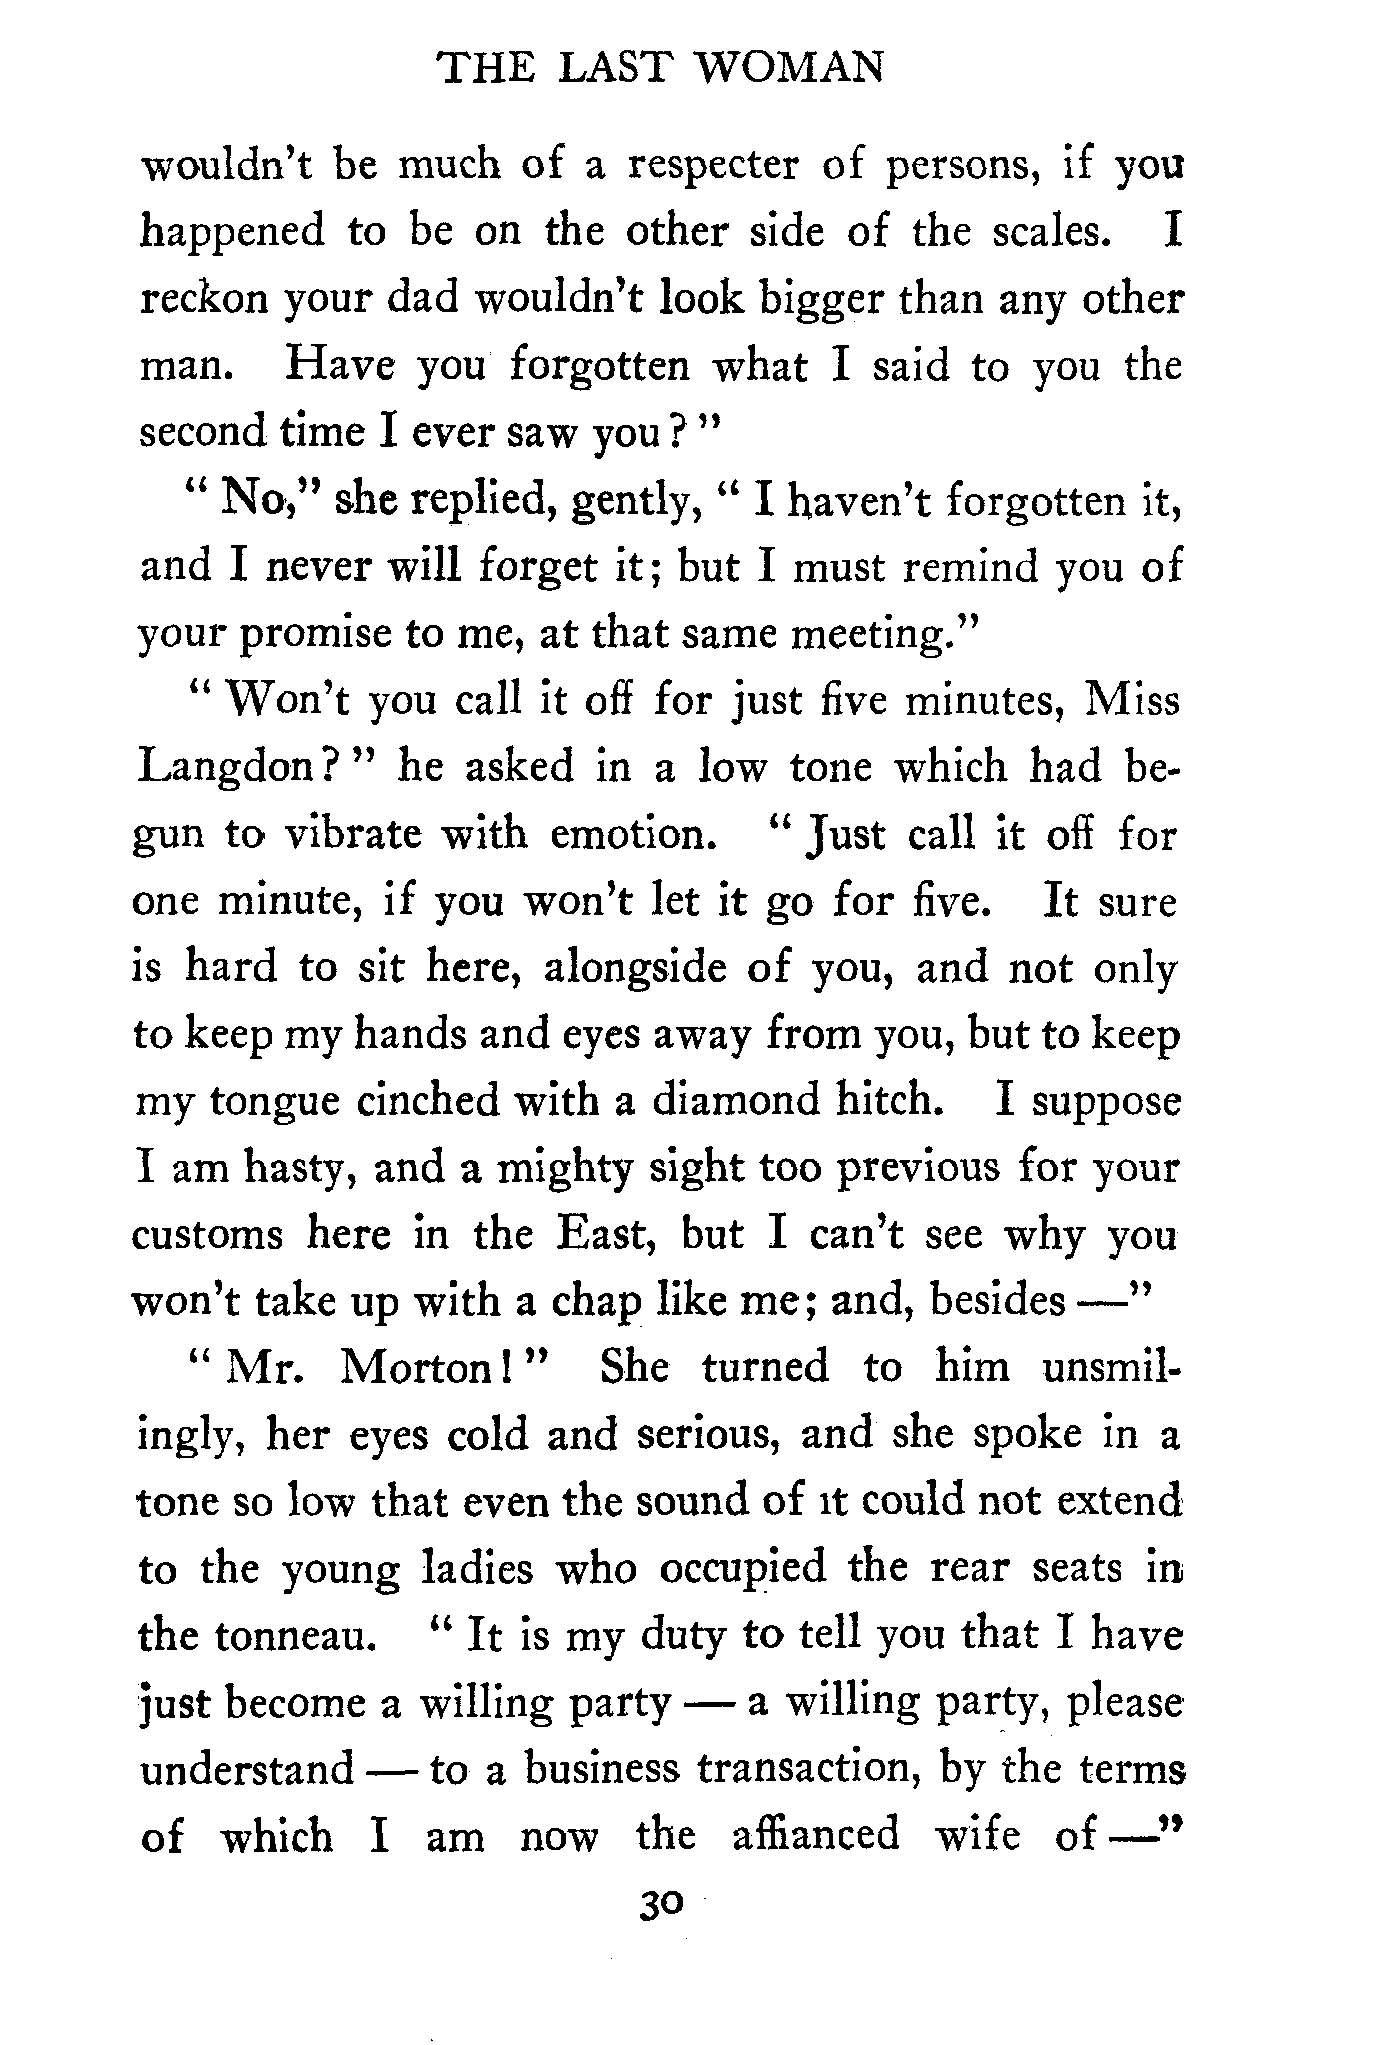 THE LAST WOMAN
wouldn't be much of a respecter of persons, if you
happened to be on the other side of the scales. I
reckon your dad wouldn't look bigger than any other
man. Have you forgotten what I said to you the
second time I ever saw you?"
"No," she replied, gently, "I haven't forgotten it,
and I never will forget it; but I must remind you of
your promise to me, at that same meeting."
"Won't you call it off for just five minutes, Miss
Langdon?" he asked in a low tone which had be-
gun to vibrate with emotion. "Just call it off for
one minute, if you won't let it go for five. It sure
is hard to sit here, alongside of you, and not only
to keep my hands and eyes away from you, but to keep
my tongue cinched with a diamond hitch. I suppose
I am hasty, and a mighty sight too previous for your
customs here in the East, but I can't see why you
won't take up with a chap like me; and, besides —"
"Mr. Morton!" She turned to him unsmil-
ingly, her eyes cold and serious, and she spoke in a
tone so low that even the sound of it could not extend
to the young ladies who occupied the rear seats in
the tonneau. "It is my duty to tell you that I have
just become a willing party — a willing party, please
understand — to a business transaction, by the terms
of which I am now the affianced wife of —"
30